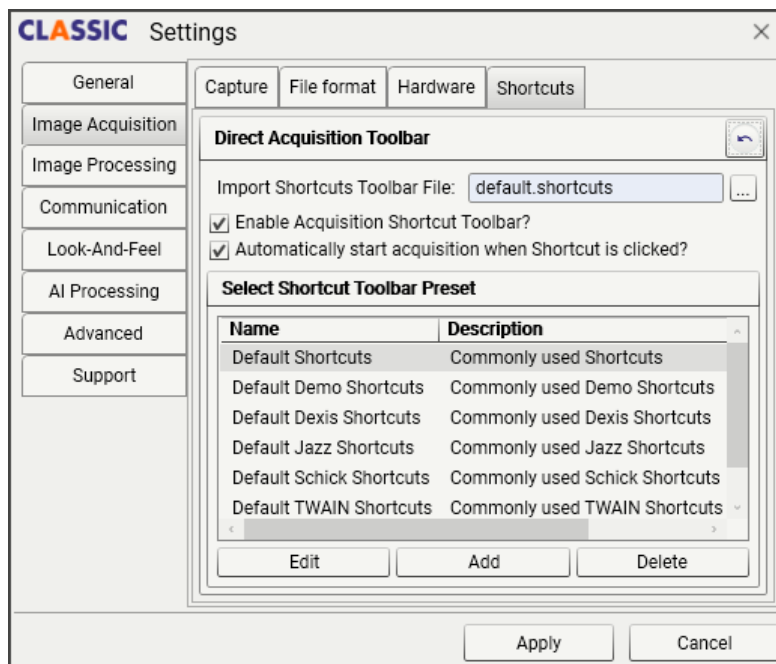 CLASSIC Settings
General
Image Acquisition
Image Processing
Communication
Look-And-Feel
AI Processing
Advanced
Support
Capture File format Hardware Shortcuts
Direct Acquisition Toolbar
Import Shortcuts Toolbar File: default.shortcuts ...
Enable Acquisition Shortcut Toolbar?
Automatically start acquisition when Shortcut is clicked?
Select Shortcut Toolbar Preset
Name Description
Default Shortcuts Commonly used Shortcuts
Default Demo Shortcuts Commonly used Demo Shortcuts
Default Dexis Shortcuts Commonly used Dexis Shortcuts
Default Jazz Shortcuts Commonly used Jazz Shortcuts
Default Schick Shortcuts Commonly used Schick Shortcuts
Default TWAIN Shortcuts Commonly used TWAIN Shortcuts
Edit Add Delete
Apply Cancel